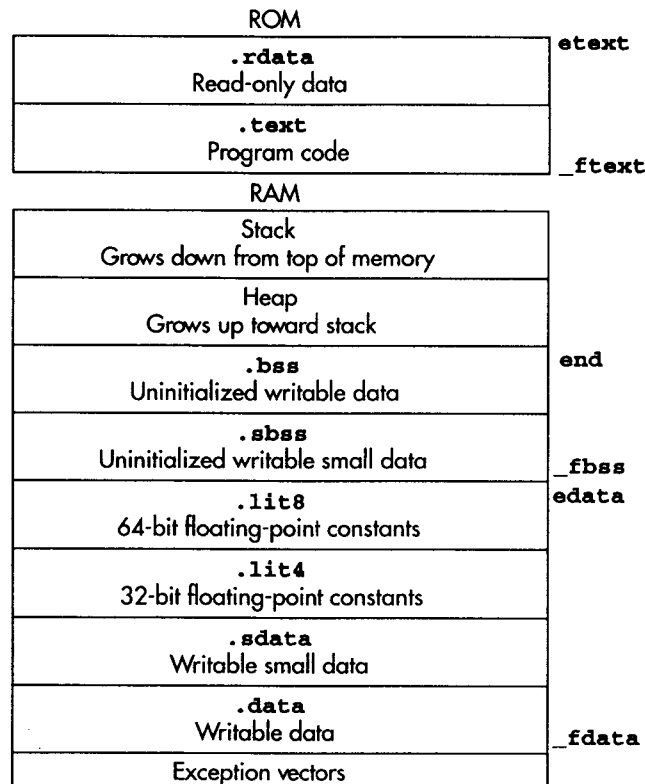 ROM
etext
.rdata
Read-only data
.text
Program code
_ftext
RAM
Stack
Grows down from top of memory
Heap
Grows up toward stack
end
.bss
Uninitialized writable data
.sbss
Uninitialized writable small data
_fbss
edata
.lit8
64-bit floating-point constants
.lit4
32-bit floating-point constants
.sdata
Writable small data
.data
Writable data
_fdata
Exception vectors